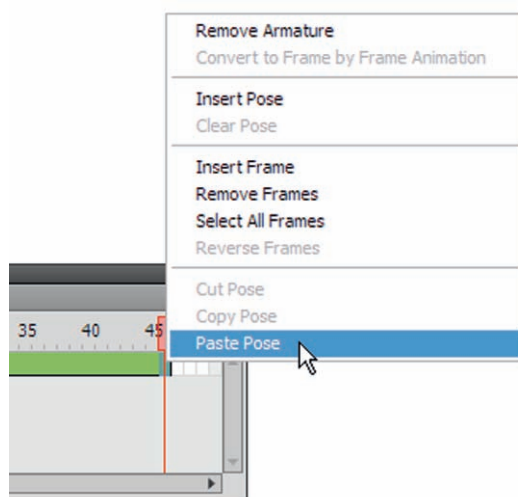 Remove Armature
Convert to Frame by Frame Animation
Insert Pose
Clear Pose
Insert Frame
Remove Frames
Select All Frames
Reverse Frames
Cut Pose
Copy Pose
Paste Pose
35 40 45